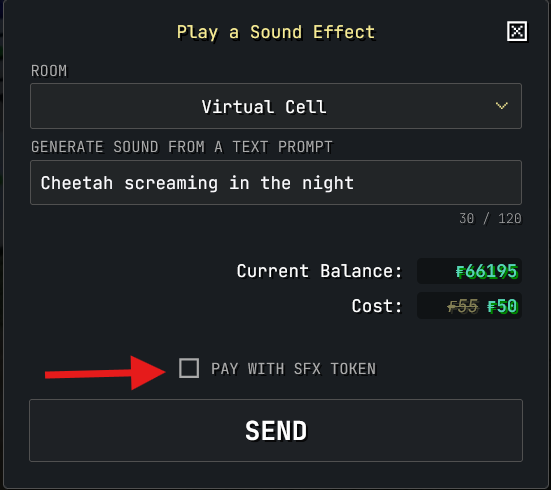 Play a Sound Effect
ROOM
Virtual Cell
GENERATE SOUND FROM A TEXT PROMPT
Cheetah screaming in the night
30 / 120
Current Balance: ₣66195
Cost: ₣55 ₣50
PAY WITH SFX TOKEN
SEND